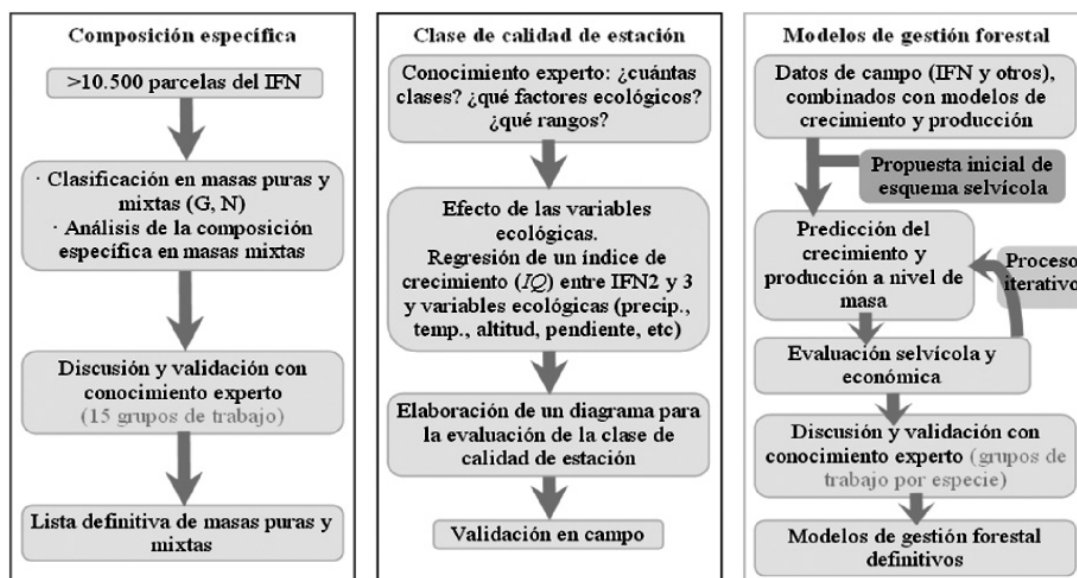 Composición específica
>10.500 parcelas del IFN
· Clasificación en masas puras y
mixtas (G, N)
· Análisis de la composición
específica en masas mixtas
Discusión y validación con
conocimiento experto
(15 grupos de trabajo)
Lista definitiva de masas puras y
mixtas
Clase de calidad de estación
Conocimiento experto: ¿cuántas
clases? ¿qué factores ecológicos?
¿qué rangos?
Efecto de las variables
ecológicas.
Regresión de un índice de
crecimiento (IQ) entre IFN2 y 3
y variables ecológicas (precip.,
temp., altitud, pendiente, etc)
Elaboración de un diagrama para
la evaluación de la clase de
calidad de estación
Validación en campo
Modelos de gestión forestal
Datos de campo (IFN y otros),
combinados con modelos de
crecimiento y producción
Propuesta inicial de
esquema selvícola
Predicción del
crecimiento y
producción a nivel de
masa
Proceso
iterativo
Evaluación selvícola y
económica
Discusión y validación con
conocimiento experto (grupos de
trabajo por especie)
Modelos de gestión forestal
definitivos